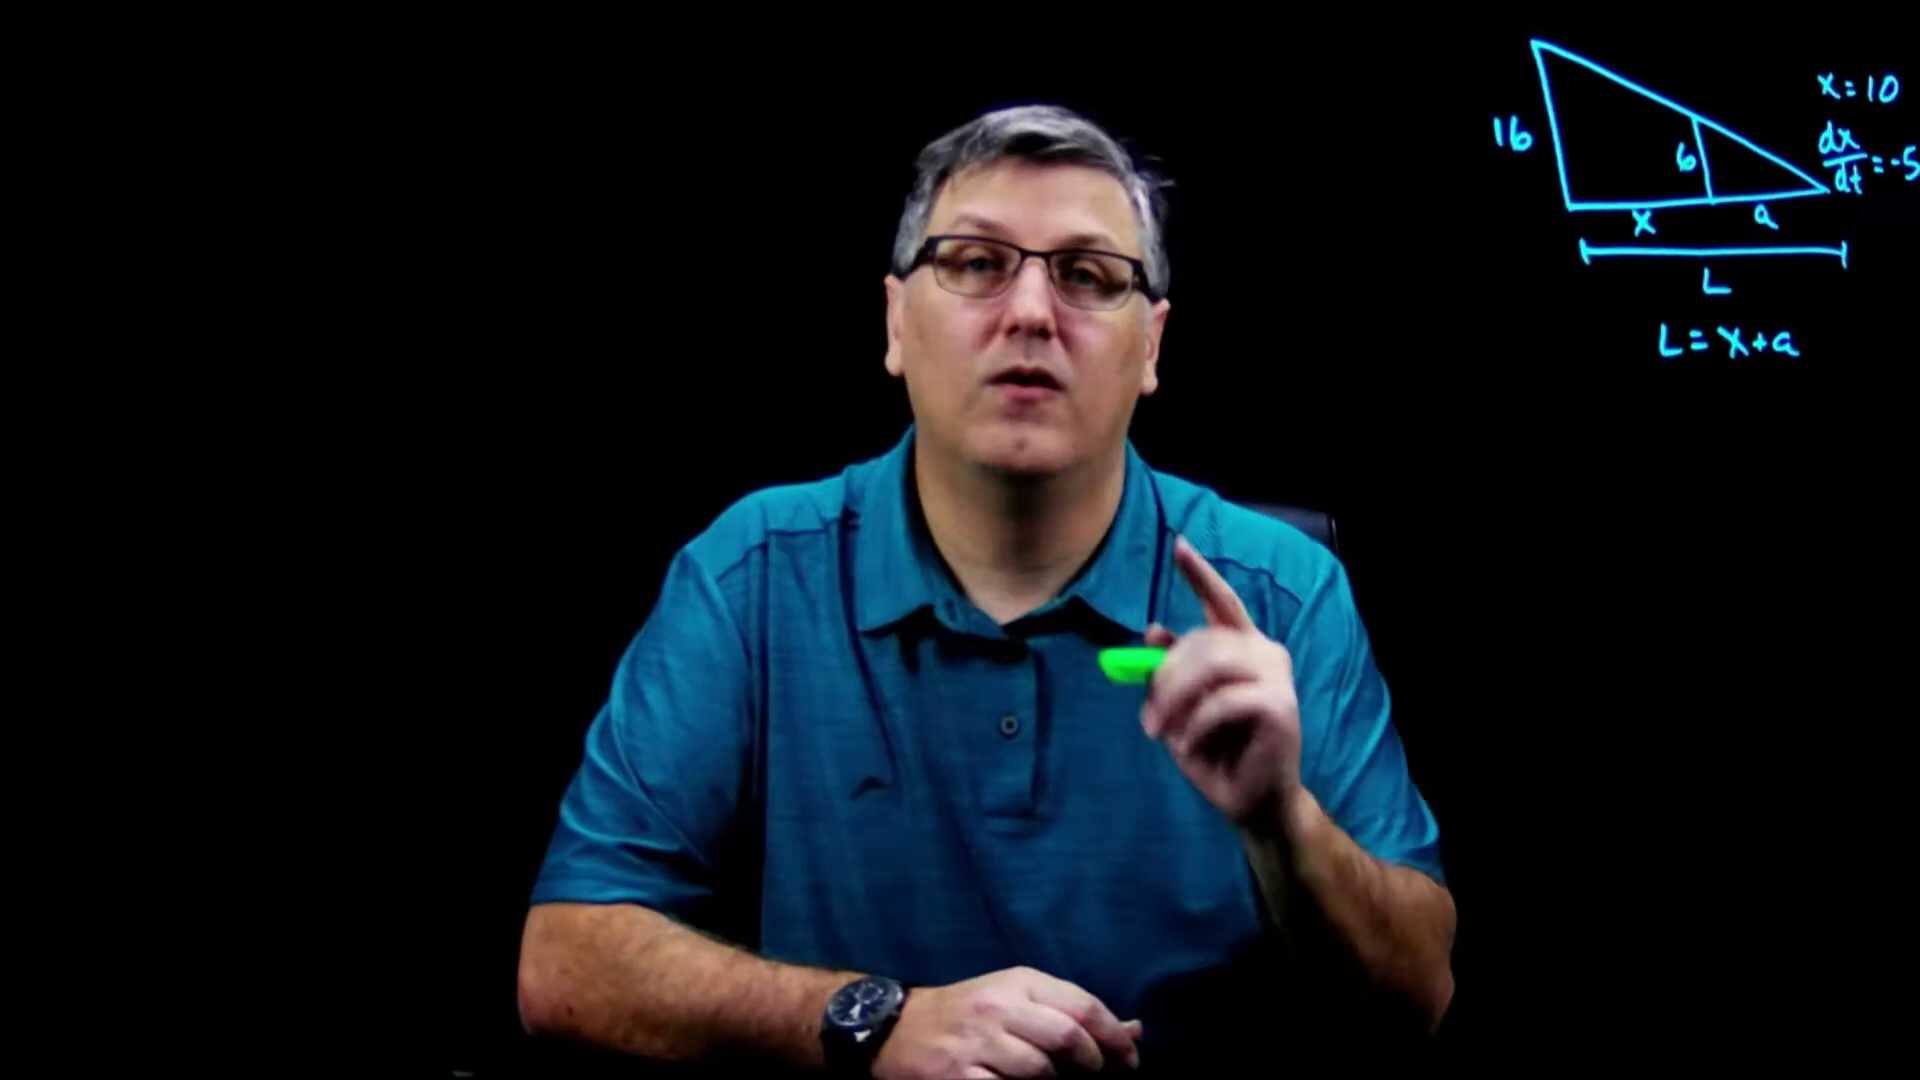 x = 10
16
6
dx/dt = -5
x
a
L
L = x + a